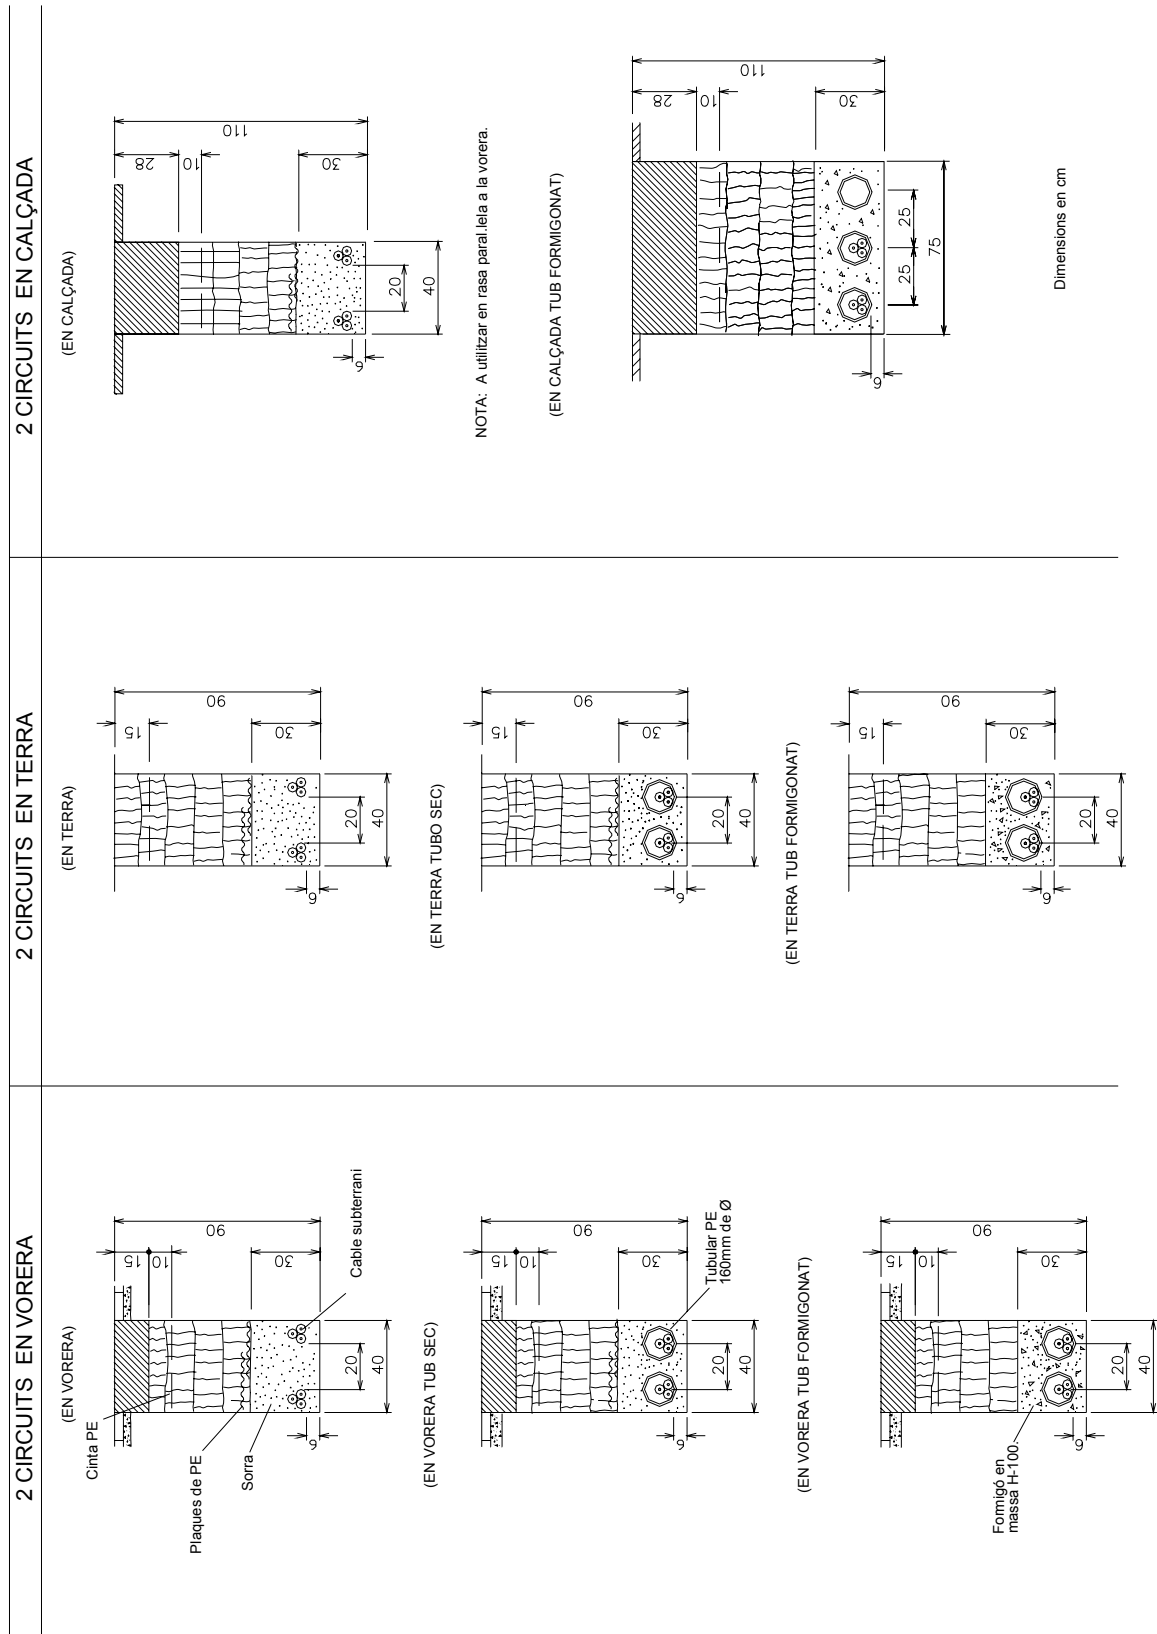 2 CIRCUITS EN VORERA
(EN VORERA)
Cinta PE
Plaques de PE
Sorra
Cable subterrani
15
10
90
30
6
20
40
(EN VORERA TUB SEC)
15
10
90
30
Tubular PE
160mm de Ø
6
20
40
(EN VORERA TUB FORMIGONAT)
15
10
90
30
Formigó en
massa H-100.
6
20
40
2 CIRCUITS EN TERRA
(EN TERRA)
15
90
30
6
20
40
(EN TERRA TUBO SEC)
15
90
30
6
20
40
(EN TERRA TUB FORMIGONAT)
15
90
30
6
20
40
2 CIRCUITS EN CALÇADA
(EN CALÇADA)
28
10
110
30
6
20
40
NOTA: A utilitzar en rasa paral.lela a la vorera.
(EN CALÇADA TUB FORMIGONAT)
28
10
110
30
6
25
25
75
Dimensions en cm